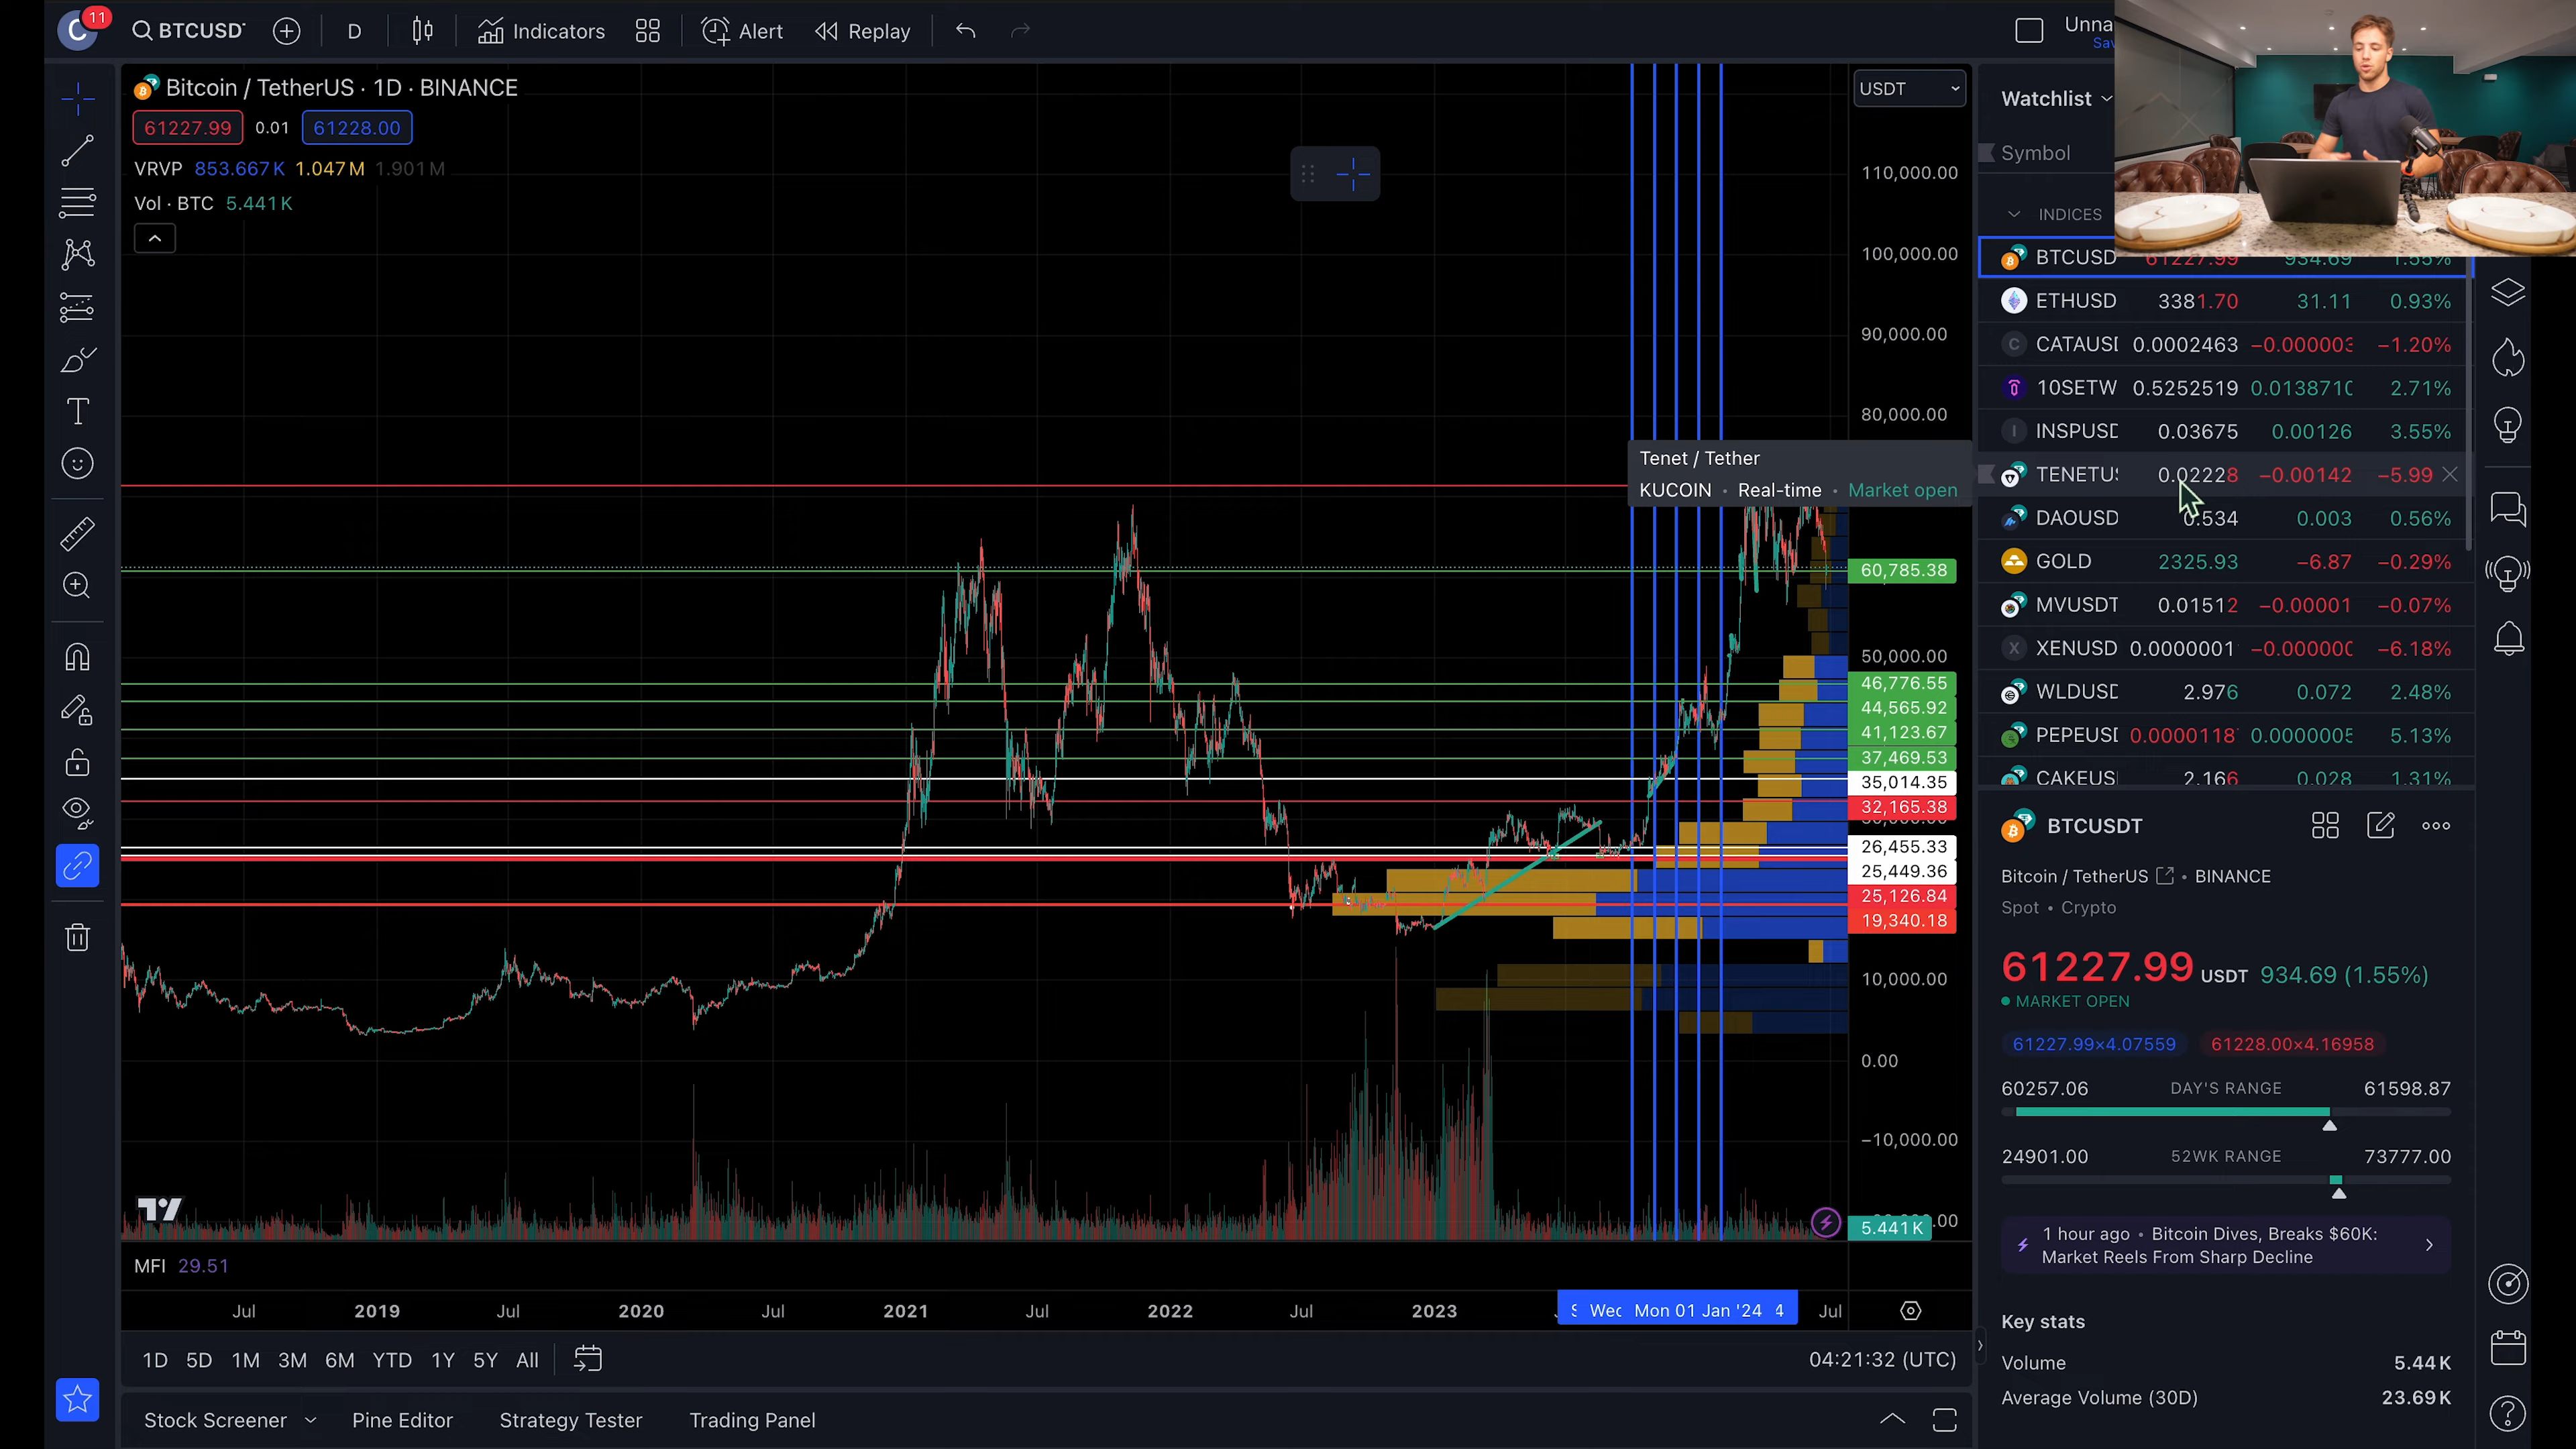 C 11 BTCUSDT D Indicators Alert Replay Unna
Sav
Bitcoin / TetherUS · 1D · BINANCE
61227.99 0.01 61228.00
VRVP 853.667K 1.047M 1.901M
Vol · BTC 5.441K
USDT
110,000.00
100,000.00
90,000.00
80,000.00
60,785.38
50,000.00
46,776.55
44,565.92
41,123.67
37,469.53
35,014.35
32,165.38
26,455.33
25,449.36
25,126.84
19,340.18
10,000.00
0.00
−10,000.00
5.441K
Tenet / Tether
KUCOIN • Real-time • Market open
MFI 29.51
Jul 2019 Jul 2020 Jul 2021 Jul 2022 Jul 2023 Wec Mon 01 Jan '24 4 Jul
1D 5D 1M 3M 6M YTD 1Y 5Y All
04:21:32 (UTC)
Stock Screener Pine Editor Strategy Tester Trading Panel
Watchlist
Symbol
INDICES
BTCUSD 61227.99 934.69 1.55%
ETHUSD 3381.70 31.11 0.93%
CATAUSD 0.0002463 −0.000003 −1.20%
10SETW 0.5252519 0.0138710 2.71%
INSPUSD 0.03675 0.00126 3.55%
TENETUS 0.02228 −0.00142 −5.99
DAOUSD 0.534 0.003 0.56%
GOLD 2325.93 −6.87 −0.29%
MVUSDT 0.01512 −0.00001 −0.07%
XENUSD 0.0000001 −0.000000 −6.18%
WLDUSD 2.976 0.072 2.48%
PEPEUSD 0.0000118 0.0000005 5.13%
CAKEUS 2.166 0.028 1.31%
BTCUSDT
Bitcoin / TetherUS • BINANCE
Spot • Crypto
61227.99 USDT 934.69 (1.55%)
MARKET OPEN
61227.99×4.07559 61228.00×4.16958
60257.06 DAY'S RANGE 61598.87
24901.00 52WK RANGE 73777.00
1 hour ago • Bitcoin Dives, Breaks $60K:
Market Reels From Sharp Decline
Key stats
Volume 5.44K
Average Volume (30D) 23.69K